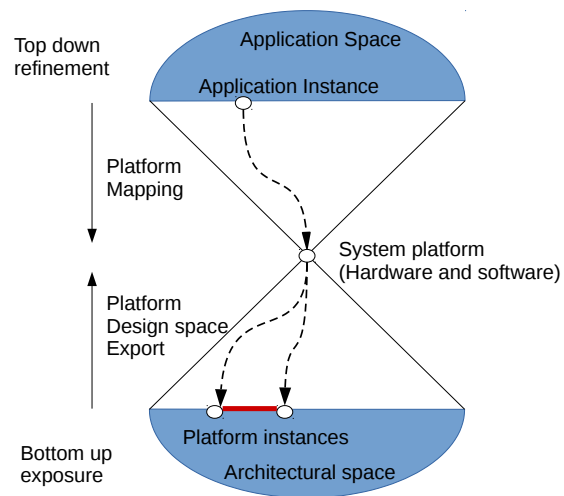 Top down
refinement
Application Space
Application Instance
Platform
Mapping
System platform
(Hardware and software)
Platform
Design space
Export
Platform instances
Bottom up
exposure
Architectural space